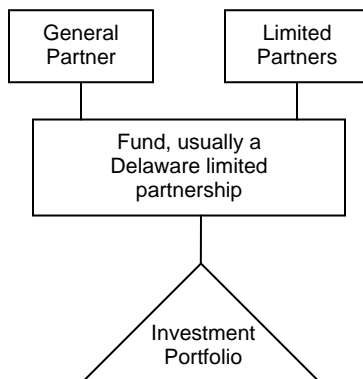 General
Partner
Limited
Partners
Fund, usually a
Delaware limited
partnership
Investment
Portfolio